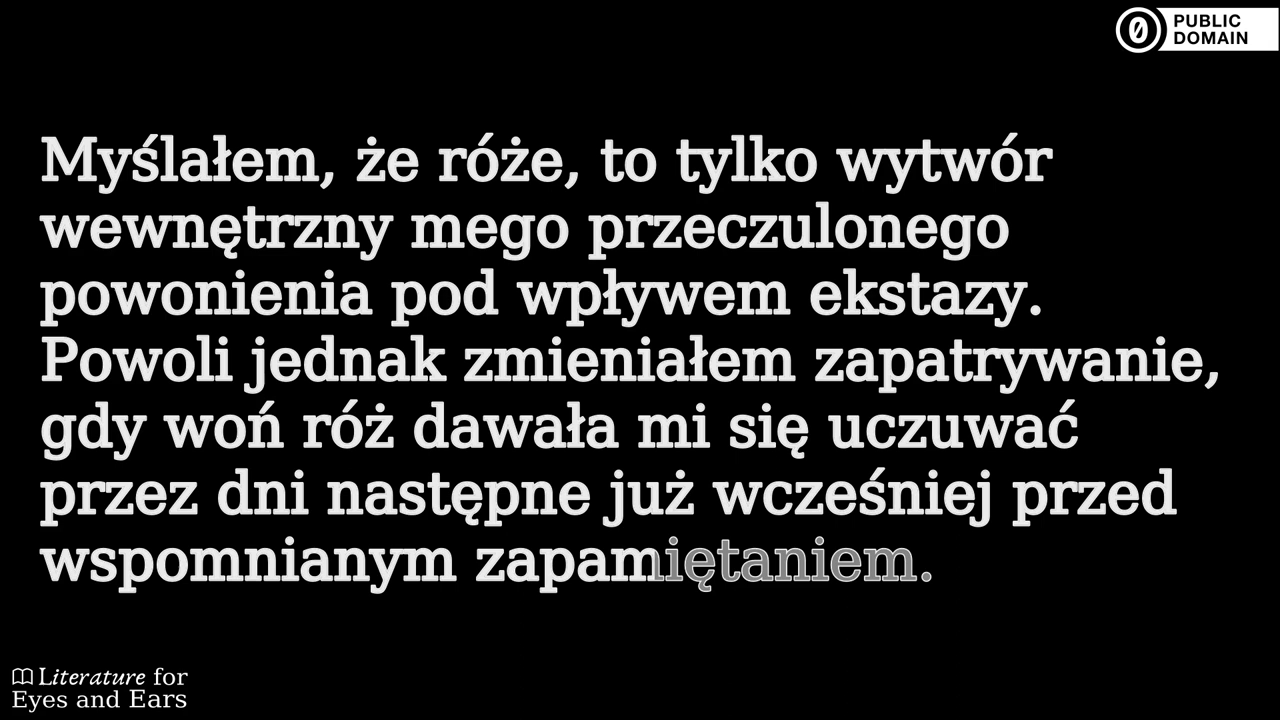 PUBLIC
DOMAIN
Myślałem, że róże, to tylko wytwór
wewnętrzny mego przeczulonego
powonienia pod wpływem ekstazy.
Powoli jednak zmieniałem zapatrywanie,
gdy woń róż dawała mi się uczuwać
przez dni następne już wcześniej przed
wspomnianym zapamiętaniem.
Literature for
Eyes and Ears